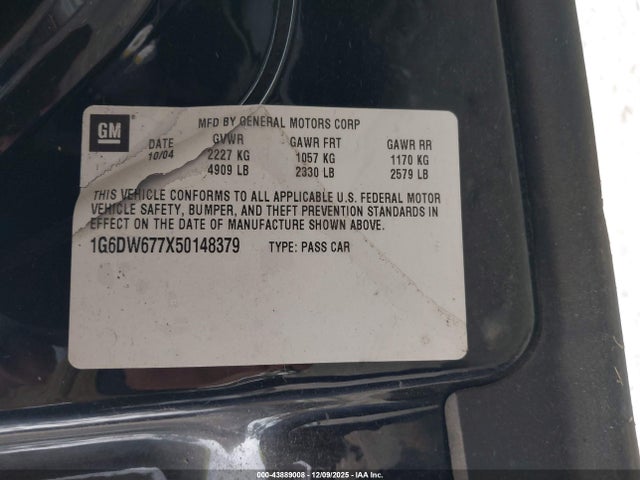 GM
MFD BY GENERAL MOTORS CORP
DATE GVWR GAWR FRT GAWR RR
10/04 2227 KG 1057 KG 1170 KG
4909 LB 2330 LB 2579 LB
THIS VEHICLE CONFORMS TO ALL APPLICABLE U.S. FEDERAL MOTOR
VEHICLE SAFETY, BUMPER, AND THEFT PREVENTION STANDARDS IN
EFFECT ON THE DATE OF MANUFACTURE SHOWN ABOVE.
1G6DW677X50148379 TYPE: PASS CAR
000-43889008 - 12/09/2025 - IAA Inc.